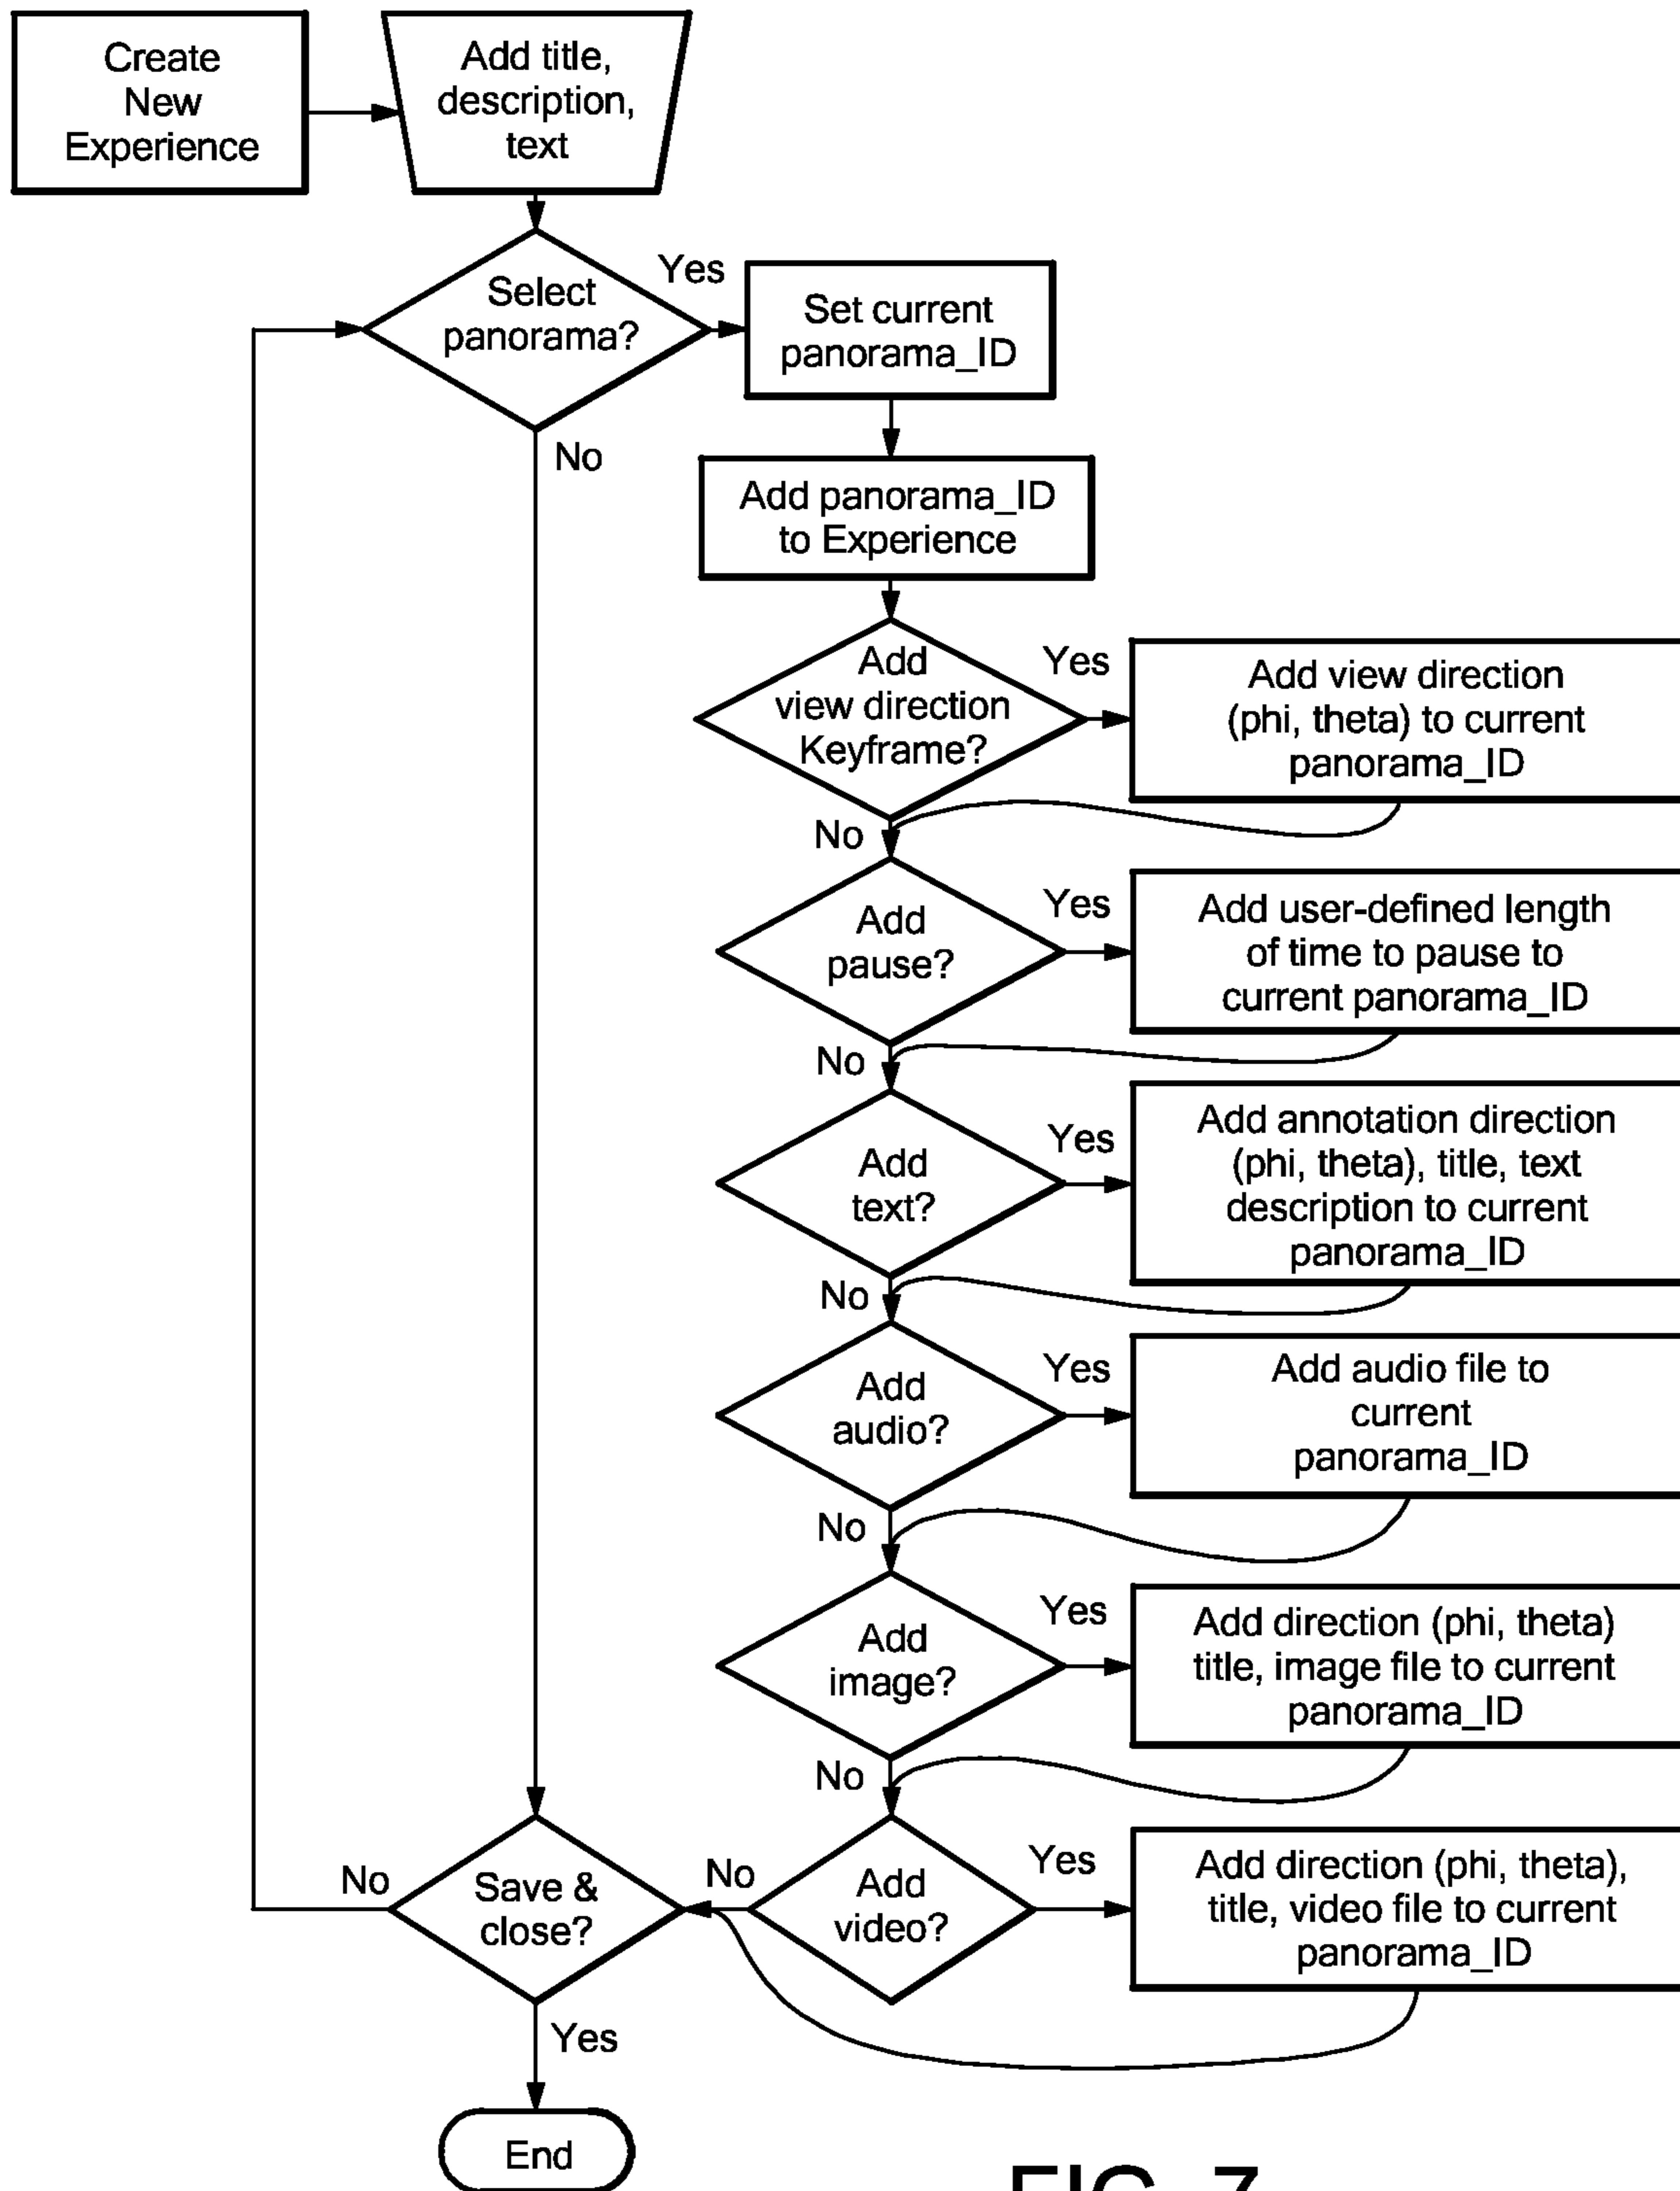 Create
New
Experience
Add title,
description,
text
Select
panorama?
Yes
No
Set current
panorama_ID
Add panorama_ID
to Experience
Add
view direction
Keyframe?
Yes
No
Add view direction
(phi, theta) to current
panorama_ID
Add
pause?
Yes
No
Add user-defined length
of time to pause to
current panorama_ID
Add
text?
Yes
No
Add annotation direction
(phi, theta), title, text
description to current
panorama_ID
Add
audio?
Yes
No
Add audio file to
current
panorama_ID
Add
image?
Yes
No
Add direction (phi, theta)
title, image file to current
panorama_ID
Add
video?
Yes
No
Add direction (phi, theta),
title, video file to current
panorama_ID
Save &
close?
No
Yes
End
FIG. 7